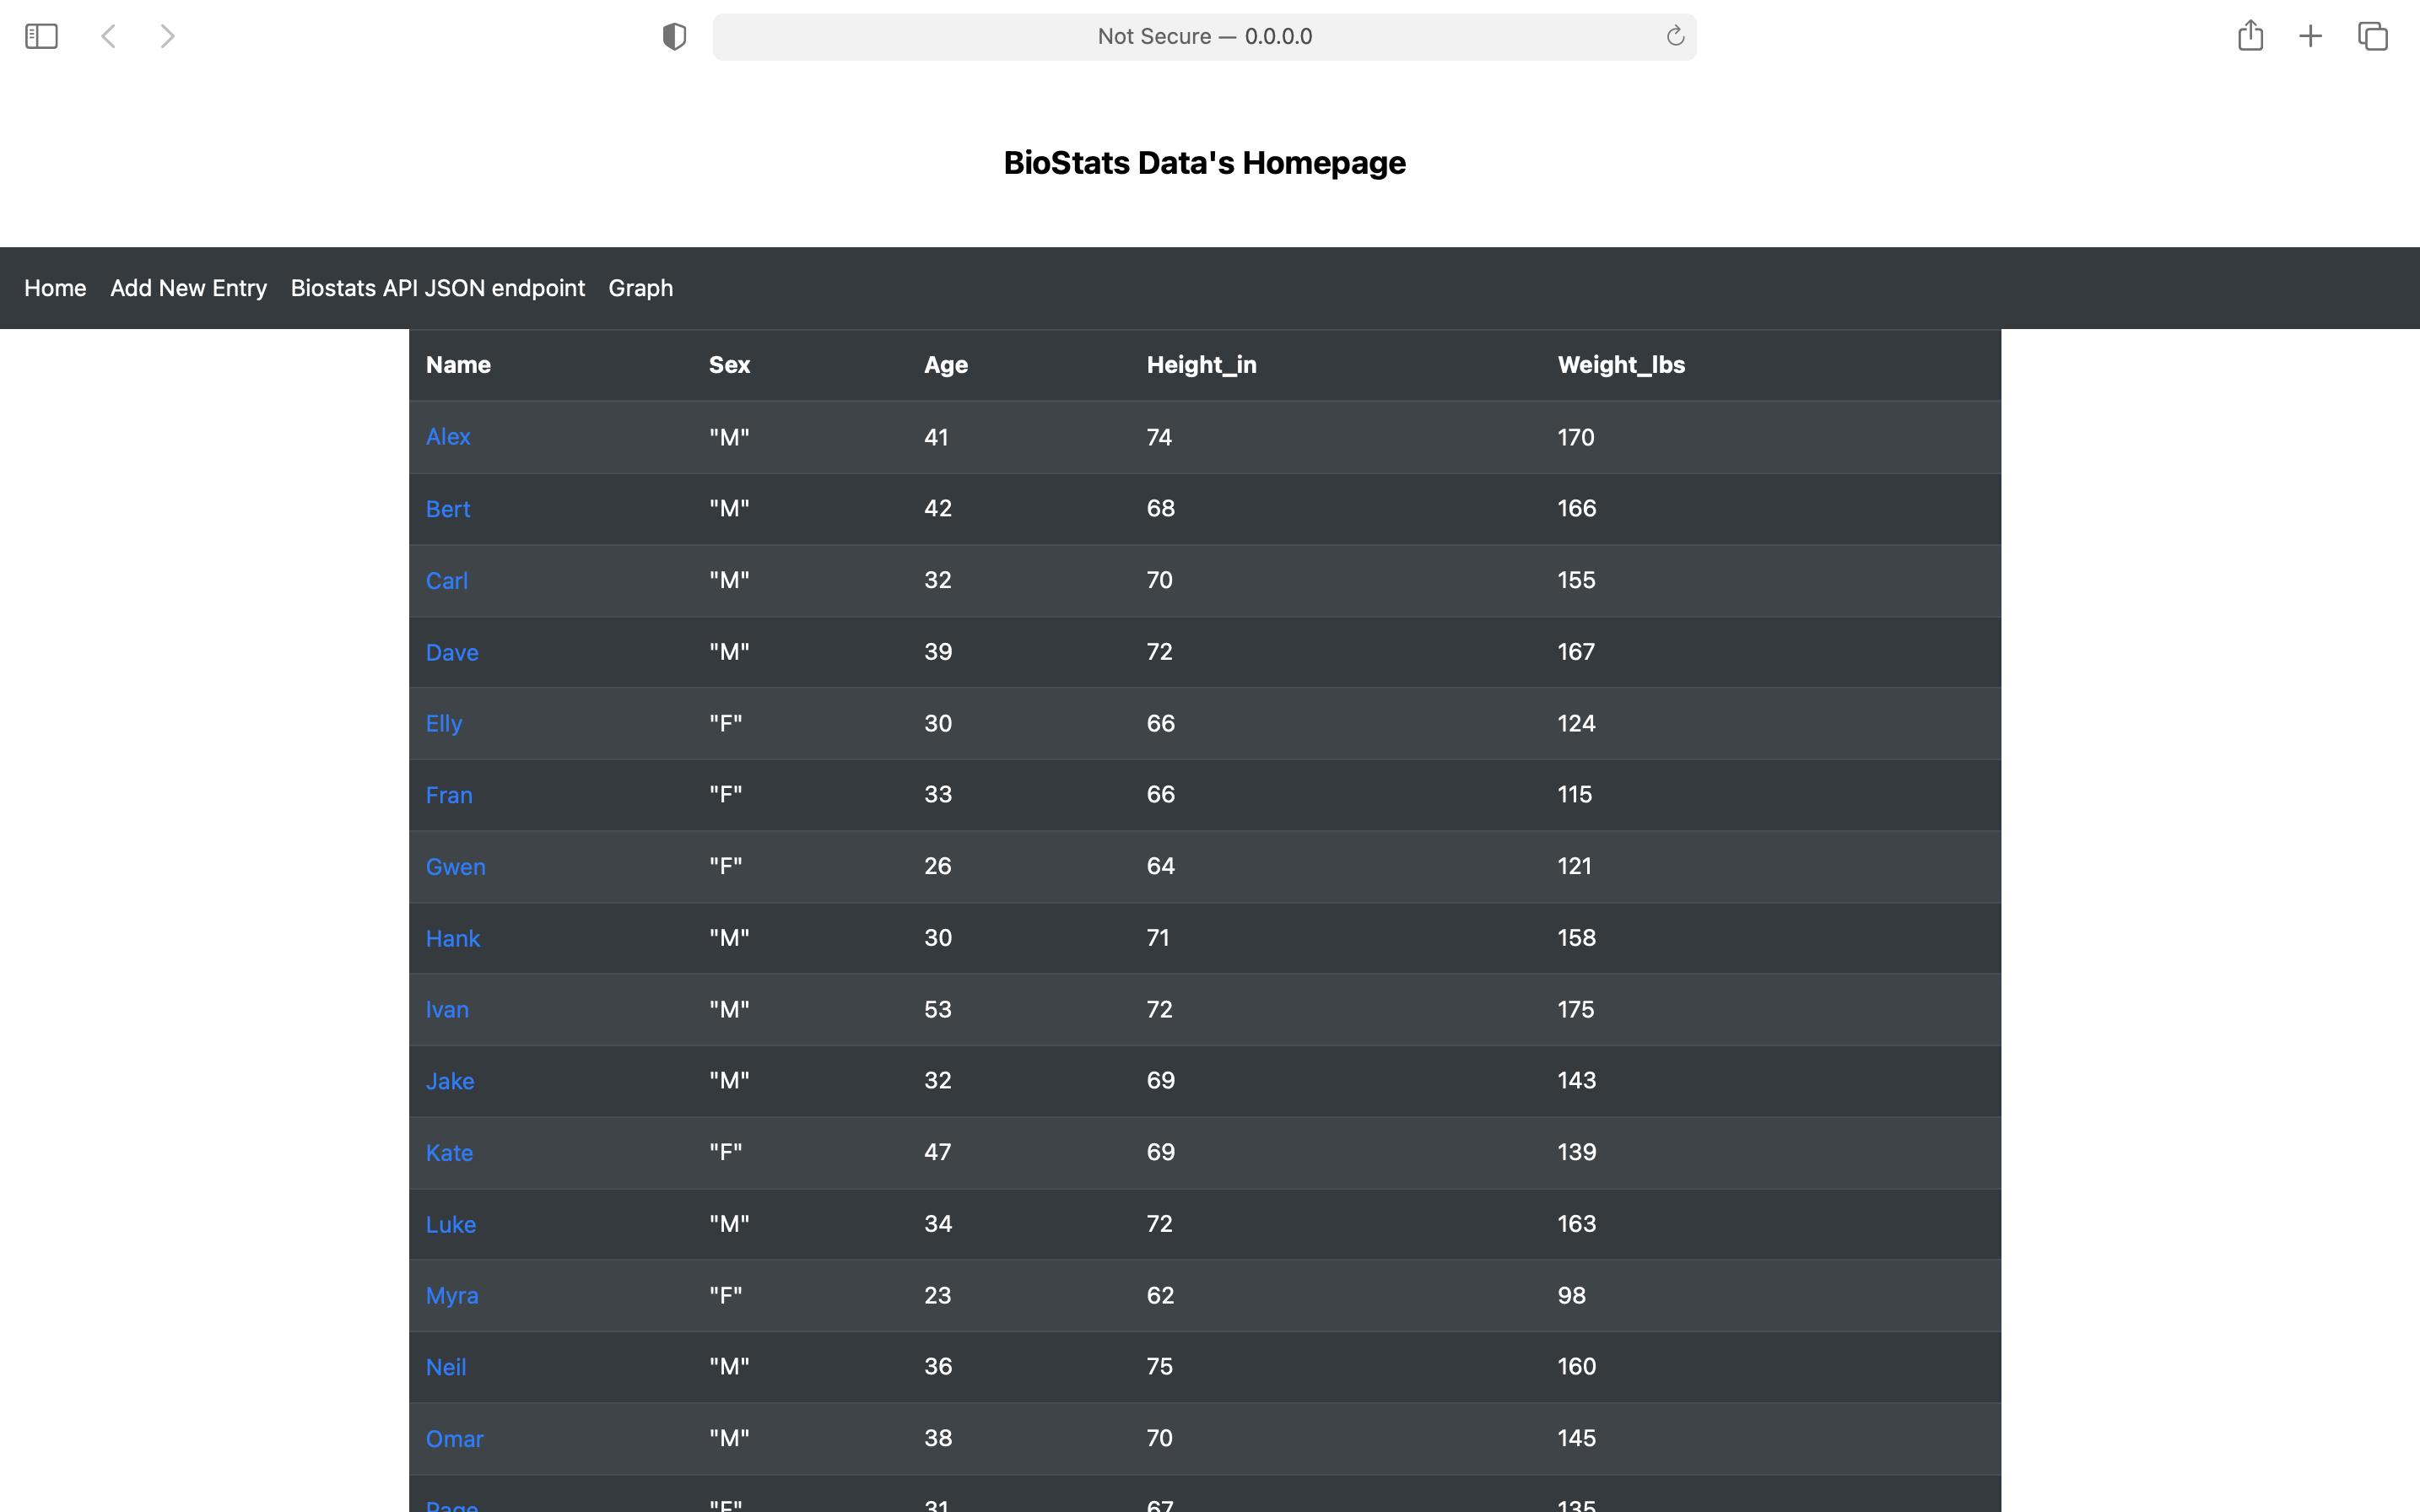 Not Secure — 0.0.0.0
BioStats Data's Homepage
Home Add New Entry Biostats API JSON endpoint Graph
Name Sex Age Height_in Weight_lbs
Alex "M" 41 74 170
Bert "M" 42 68 166
Carl "M" 32 70 155
Dave "M" 39 72 167
Elly "F" 30 66 124
Fran "F" 33 66 115
Gwen "F" 26 64 121
Hank "M" 30 71 158
Ivan "M" 53 72 175
Jake "M" 32 69 143
Kate "F" 47 69 139
Luke "M" 34 72 163
Myra "F" 23 62 98
Neil "M" 36 75 160
Omar "M" 38 70 145
Page "F" 31 67 135